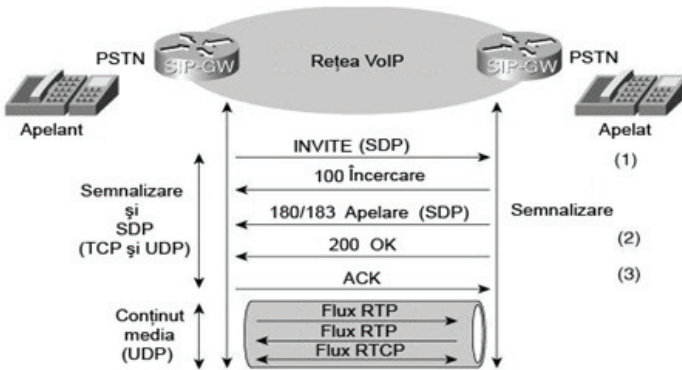 PSTN
SIP-GW
Rețea VoIP
SIP-GW
PSTN
Apelant
Apelat
INVITE (SDP)
(1)
100 Încercare
Semnalizare
și
SDP
(TCP și UDP)
180/183 Apelare (SDP)
Semnalizare
(2)
200 OK
(3)
ACK
Conținut
media
(UDP)
Flux RTP
Flux RTP
Flux RTCP